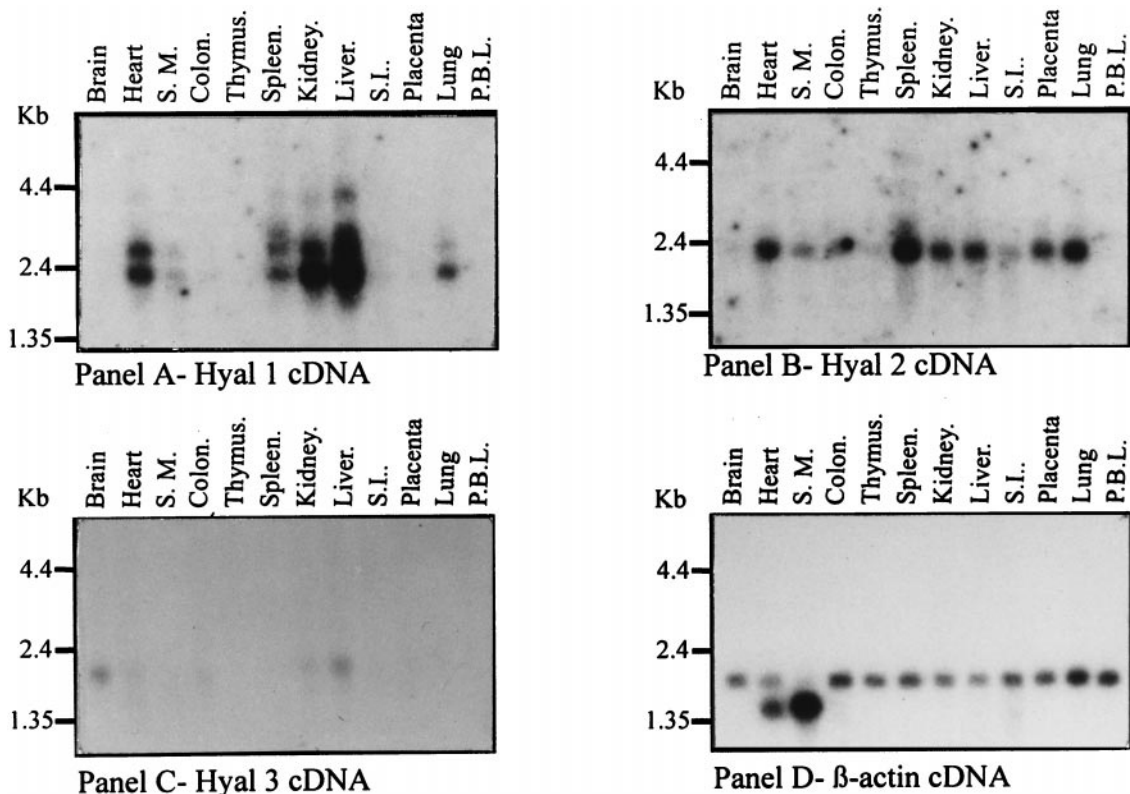 Brain Heart S. M. Colon. Thymus. Spleen. Kidney. Liver. S.I.. Placenta Lung P.B.L.
Kb
4.4
2.4
1.35
Panel A- Hyal 1 cDNA
Brain Heart S. M. Colon. Thymus. Spleen. Kidney. Liver. S.I.. Placenta Lung P.B.L.
Kb
4.4
2.4
1.35
Panel B- Hyal 2 cDNA
Brain Heart S. M. Colon. Thymus. Spleen. Kidney. Liver. S.I.. Placenta Lung P.B.L.
Kb
4.4
2.4
1.35
Panel C- Hyal 3 cDNA
Brain Heart S. M. Colon. Thymus. Spleen. Kidney. Liver. S.I.. Placenta Lung P.B.L.
Kb
4.4
2.4
1.35
Panel D- ß-actin cDNA